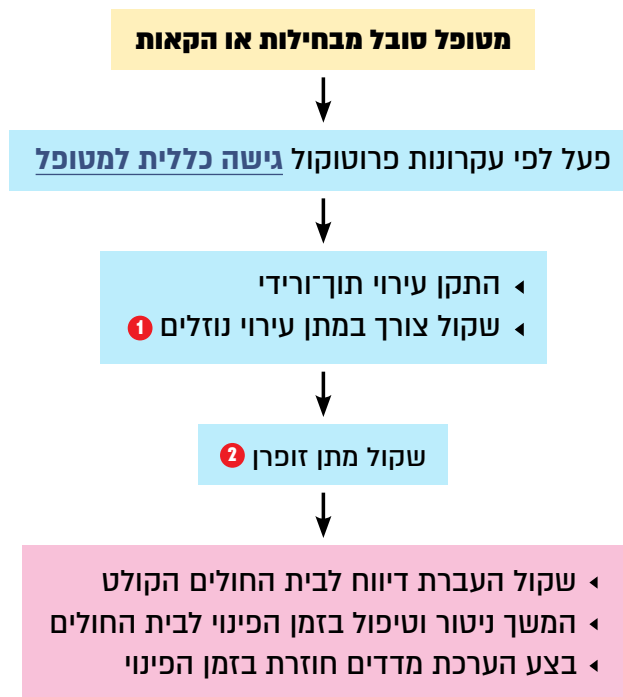 מטופל סובל מבחילות או הקאות
פעל לפי עקרונות פרוטוקול גישה כללית למטופל
התקן עירוי תוך־ורידי
שקול צורך במתן עירוי נוזלים 1
שקול מתן זופרן 2
שקול העברת דיווח לבית החולים הקולט
המשך ניטור וטיפול בזמן הפינוי לבית החולים
בצע הערכת מדדים חוזרת בזמן הפינוי